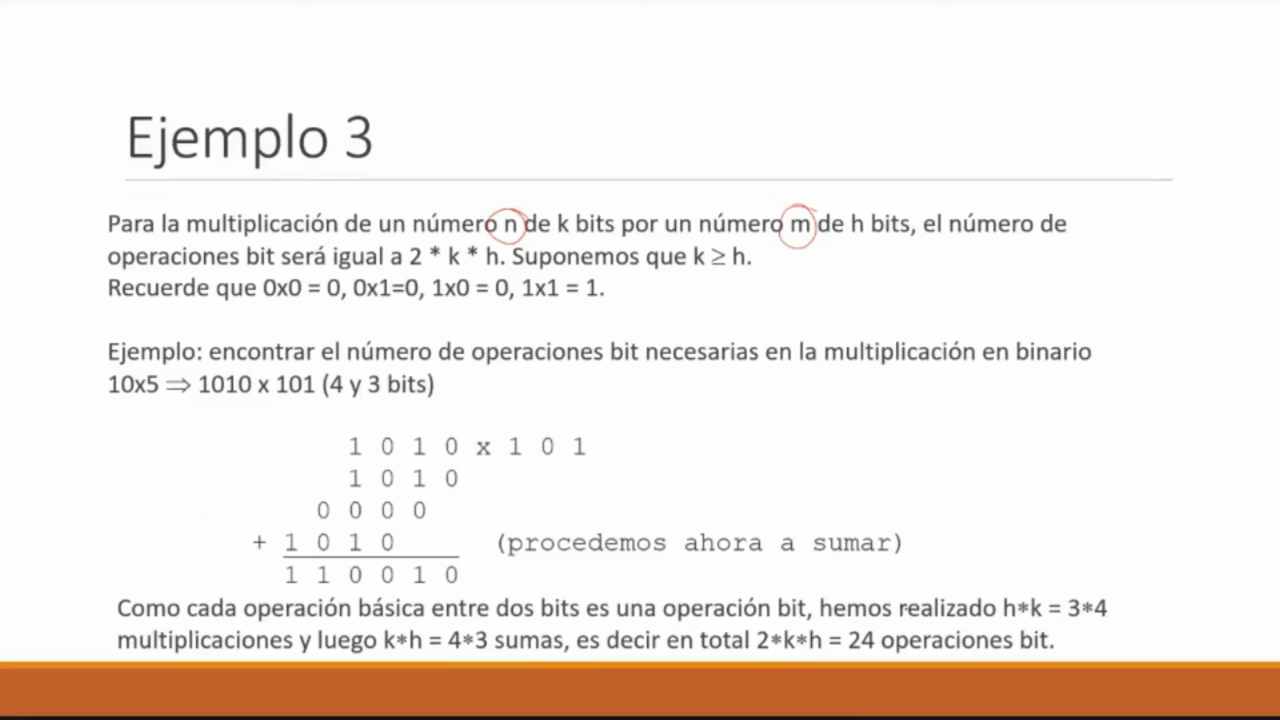 Ejemplo 3
Para la multiplicación de un número n de k bits por un número m de h bits, el número de
operaciones bit será igual a 2 * k * h. Suponemos que k ≥ h.
Recuerde que 0x0 = 0, 0x1=0, 1x0 = 0, 1x1 = 1.
Ejemplo: encontrar el número de operaciones bit necesarias en la multiplicación en binario
10x5 ⇒ 1010 x 101 (4 y 3 bits)
1 0 1 0 x 1 0 1
1 0 1 0
0 0 0 0
+ 1 0 1 0 (procedemos ahora a sumar)
1 1 0 0 1 0
Como cada operación básica entre dos bits es una operación bit, hemos realizado h∗k = 3∗4
multiplicaciones y luego k∗h = 4∗3 sumas, es decir en total 2∗k∗h = 24 operaciones bit.